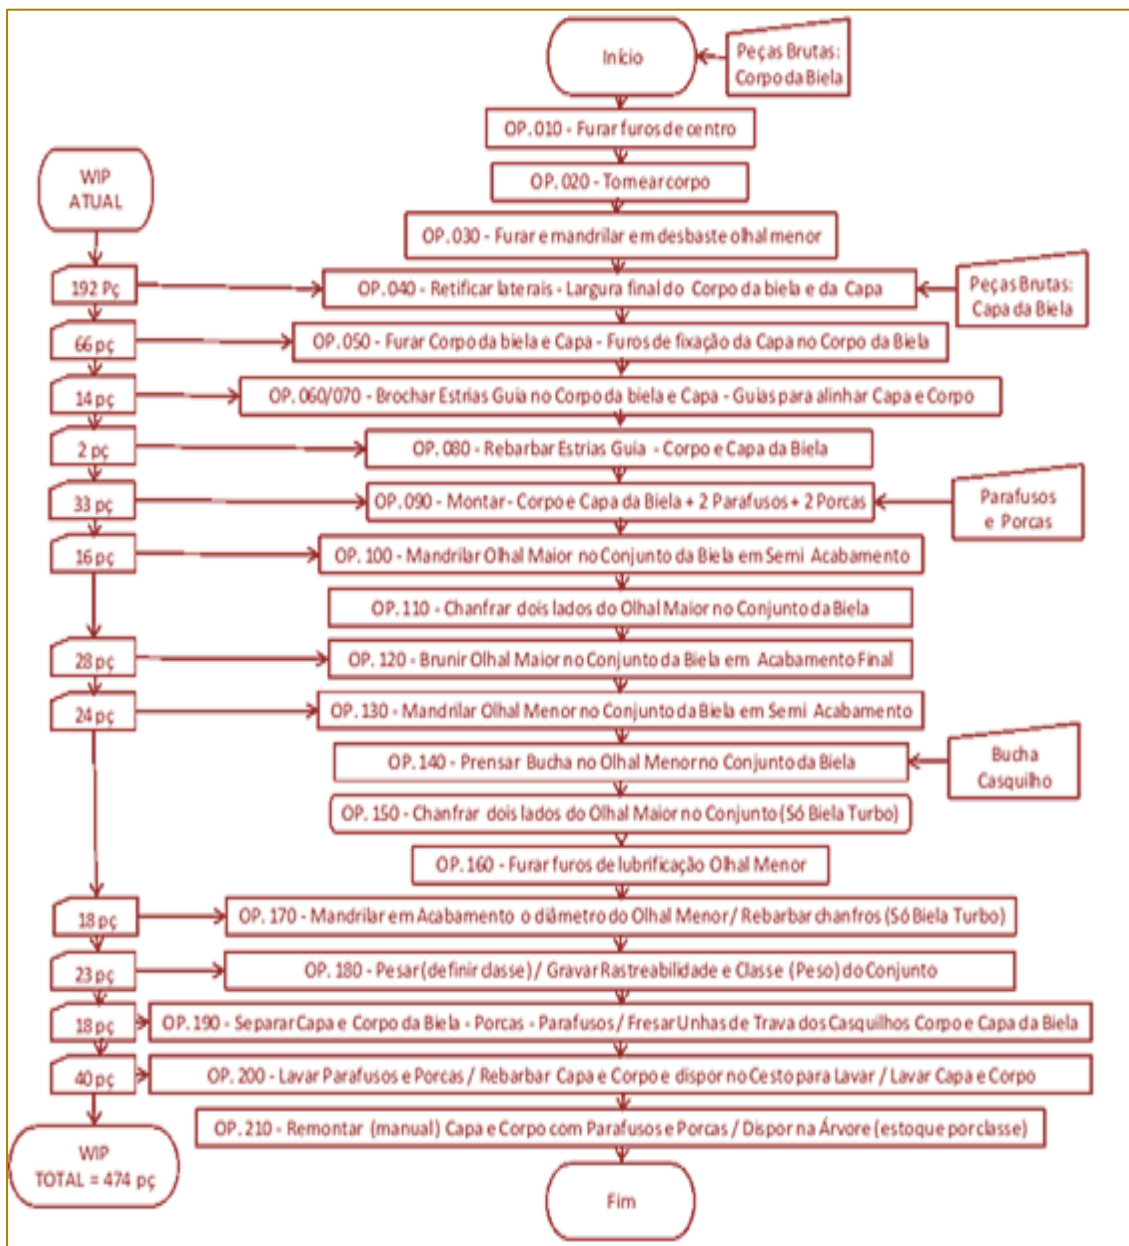 Início
Peças Brutas:
Corpo da Biela
OP. 010 - Furar furos de centro
WIP
ATUAL
OP. 020 - Tornear corpo
OP. 030 - Furar e mandrilar em desbaste olhal menor
192 Pç
OP. 040 - Retificar laterais - Largura final do Corpo da biela e da Capa
Peças Brutas:
Capa da Biela
66 pç
OP. 050 - Furar Corpo da biela e Capa - Furos de fixação da Capa no Corpo da Biela
14 pç
OP. 060/070 - Brochar Estrias Guia no Corpo da biela e Capa - Guias para alinhar Capa e Corpo
2 pç
OP. 080 - Rebarbar Estrias Guia - Corpo e Capa da Biela
33 pç
OP. 090 - Montar - Corpo e Capa da Biela + 2 Parafusos + 2 Porcas
Parafusos
e Porcas
16 pç
OP. 100 - Mandrilar Olhal Maior no Conjunto da Biela em Semi Acabamento
OP. 110 - Chanfrar dois lados do Olhal Maior no Conjunto da Biela
28 pç
OP. 120 - Brunir Olhal Maior no Conjunto da Biela em Acabamento Final
24 pç
OP. 130 - Mandrilar Olhal Menor no Conjunto da Biela em Semi Acabamento
OP. 140 - Prensar Bucha no Olhal Menor no Conjunto da Biela
Bucha
Casquilho
OP. 150 - Chanfrar dois lados do Olhal Maior no Conjunto (Só Biela Turbo)
OP. 160 - Furar furos de lubrificação Olhal Menor
18 pç
OP. 170 - Mandrilar em Acabamento o diâmetro do Olhal Menor / Rebarbar chanfros (Só Biela Turbo)
23 pç
OP. 180 - Pesar (definir classe) / Gravar Rastreabilidade e Classe (Peso) do Conjunto
18 pç
OP. 190 - Separar Capa e Corpo da Biela - Porcas - Parafusos / Fresar Unhas de Trava dos Casquilhos Corpo e Capa da Biela
40 pç
OP. 200 - Lavar Parafusos e Porcas / Rebarbar Capa e Corpo e dispor no Cesto para Lavar / Lavar Capa e Corpo
OP. 210 - Remontar (manual) Capa e Corpo com Parafusos e Porcas / Dispor na Árvore (estoque por classe)
WIP
TOTAL = 474 pç
Fim